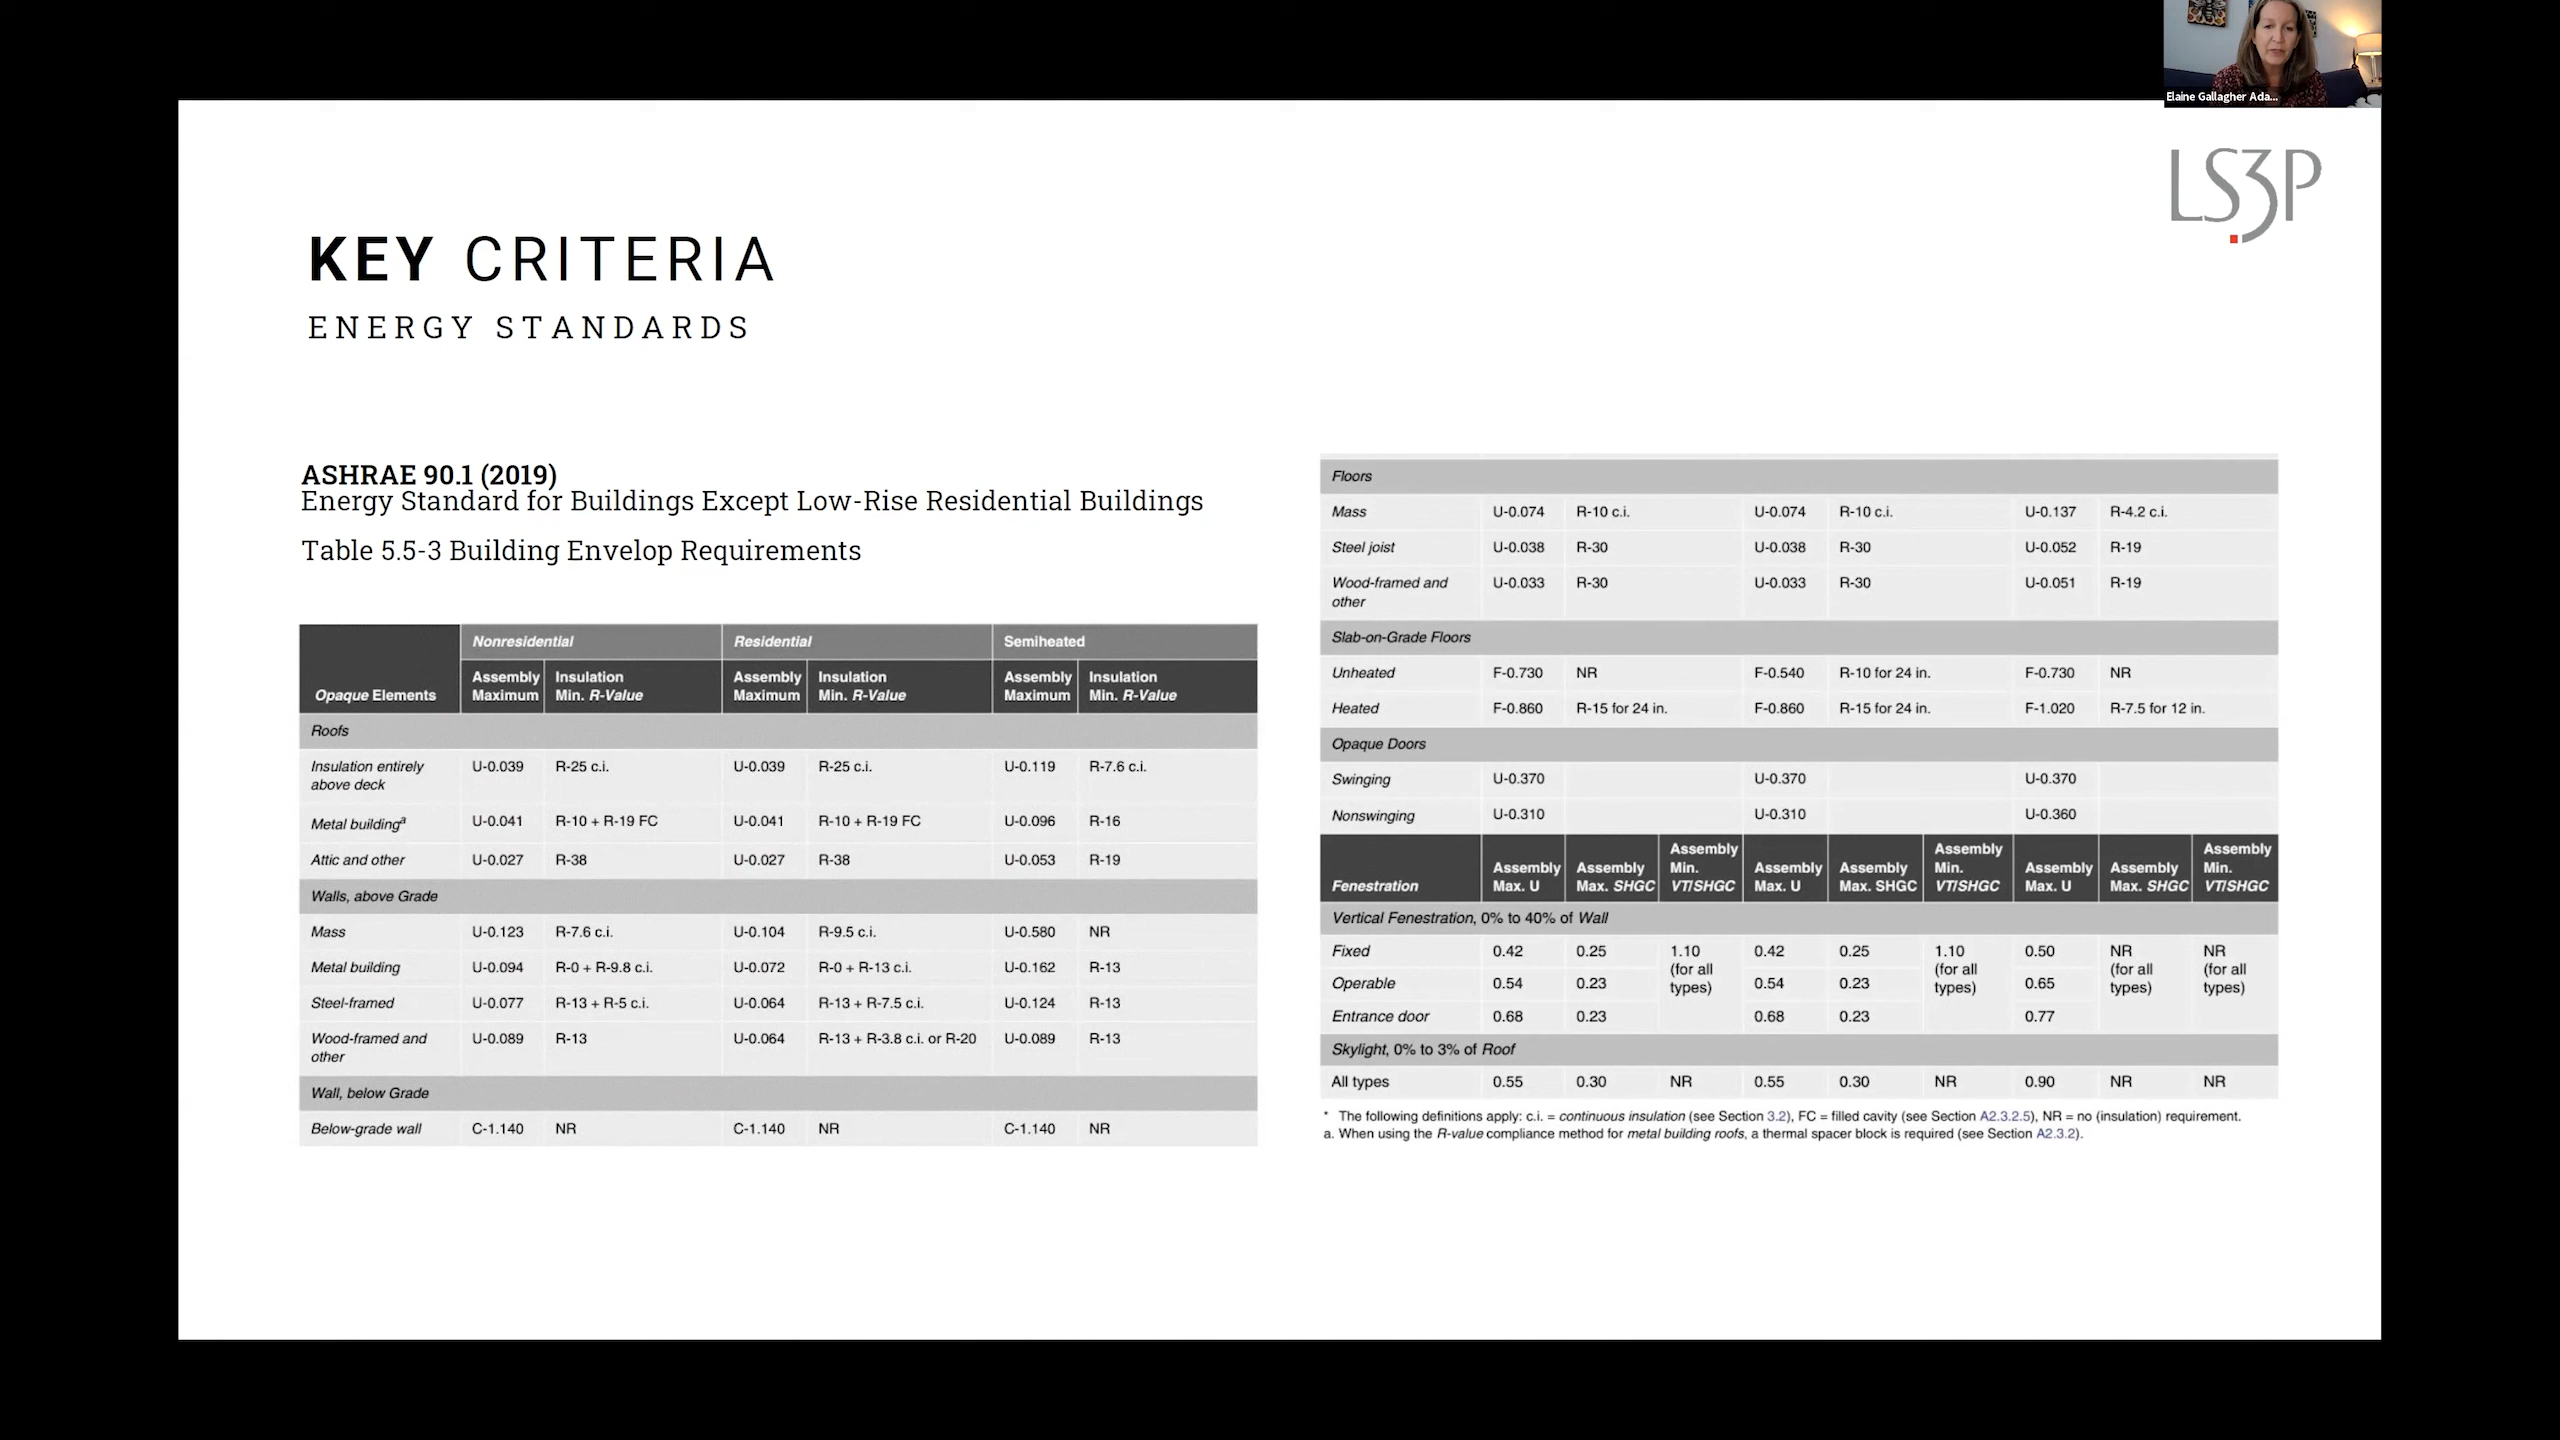 Elaine Gallagher Ada...
LS3P
KEY CRITERIA
ENERGY STANDARDS
ASHRAE 90.1 (2019)
Energy Standard for Buildings Except Low-Rise Residential Buildings
Table 5.5-3 Building Envelop Requirements
Opaque Elements Nonresidential Residential Semiheated
Assembly Maximum Insulation Min. R-Value Assembly Maximum Insulation Min. R-Value Assembly Maximum Insulation Min. R-Value
Roofs
Insulation entirely above deck U-0.039 R-25 c.i. U-0.039 R-25 c.i. U-0.119 R-7.6 c.i.
Metal buildinga U-0.041 R-10 + R-19 FC U-0.041 R-10 + R-19 FC U-0.096 R-16
Attic and other U-0.027 R-38 U-0.027 R-38 U-0.053 R-19
Walls, above Grade
Mass U-0.123 R-7.6 c.i. U-0.104 R-9.5 c.i. U-0.580 NR
Metal building U-0.094 R-0 + R-9.8 c.i. U-0.072 R-0 + R-13 c.i. U-0.162 R-13
Steel-framed U-0.077 R-13 + R-5 c.i. U-0.064 R-13 + R-7.5 c.i. U-0.124 R-13
Wood-framed and other U-0.089 R-13 U-0.064 R-13 + R-3.8 c.i. or R-20 U-0.089 R-13
Wall, below Grade
Below-grade wall C-1.140 NR C-1.140 NR C-1.140 NR
Floors
Mass U-0.074 R-10 c.i. U-0.074 R-10 c.i. U-0.137 R-4.2 c.i.
Steel joist U-0.038 R-30 U-0.038 R-30 U-0.052 R-19
Wood-framed and other U-0.033 R-30 U-0.033 R-30 U-0.051 R-19
Slab-on-Grade Floors
Unheated F-0.730 NR F-0.540 R-10 for 24 in. F-0.730 NR
Heated F-0.860 R-15 for 24 in. F-0.860 R-15 for 24 in. F-1.020 R-7.5 for 12 in.
Opaque Doors
Swinging U-0.370 U-0.370 U-0.370
Nonswinging U-0.310 U-0.310 U-0.360
Fenestration Assembly Max. U Assembly Max. SHGC Assembly Min. VT/SHGC Assembly Max. U Assembly Max. SHGC Assembly Min. VT/SHGC Assembly Max. U Assembly Max. SHGC Assembly Min. VT/SHGC
Vertical Fenestration, 0% to 40% of Wall
Fixed 0.42 0.25 1.10 (for all types) 0.42 0.25 1.10 (for all types) 0.50 NR (for all types) NR (for all types)
Operable 0.54 0.23 0.54 0.23 0.65
Entrance door 0.68 0.23 0.68 0.23 0.77
Skylight, 0% to 3% of Roof
All types 0.55 0.30 NR 0.55 0.30 NR 0.90 NR NR
* The following definitions apply: c.i. = continuous insulation (see Section 3.2), FC = filled cavity (see Section A2.3.2.5), NR = no (insulation) requirement.
a. When using the R-value compliance method for metal building roofs, a thermal spacer block is required (see Section A2.3.2).